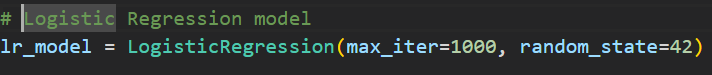 # Logistic Regression model
lr_model = LogisticRegression(max_iter=1000, random_state=42)